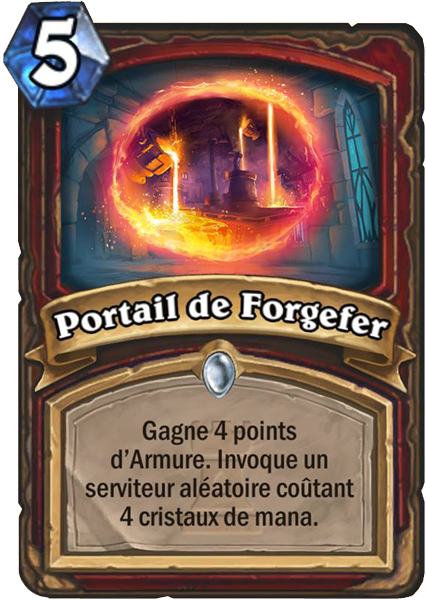 5
Portail de Forgefer
Gagne 4 points
d’Armure. Invoque un
serviteur aléatoire coûtant
4 cristaux de mana.